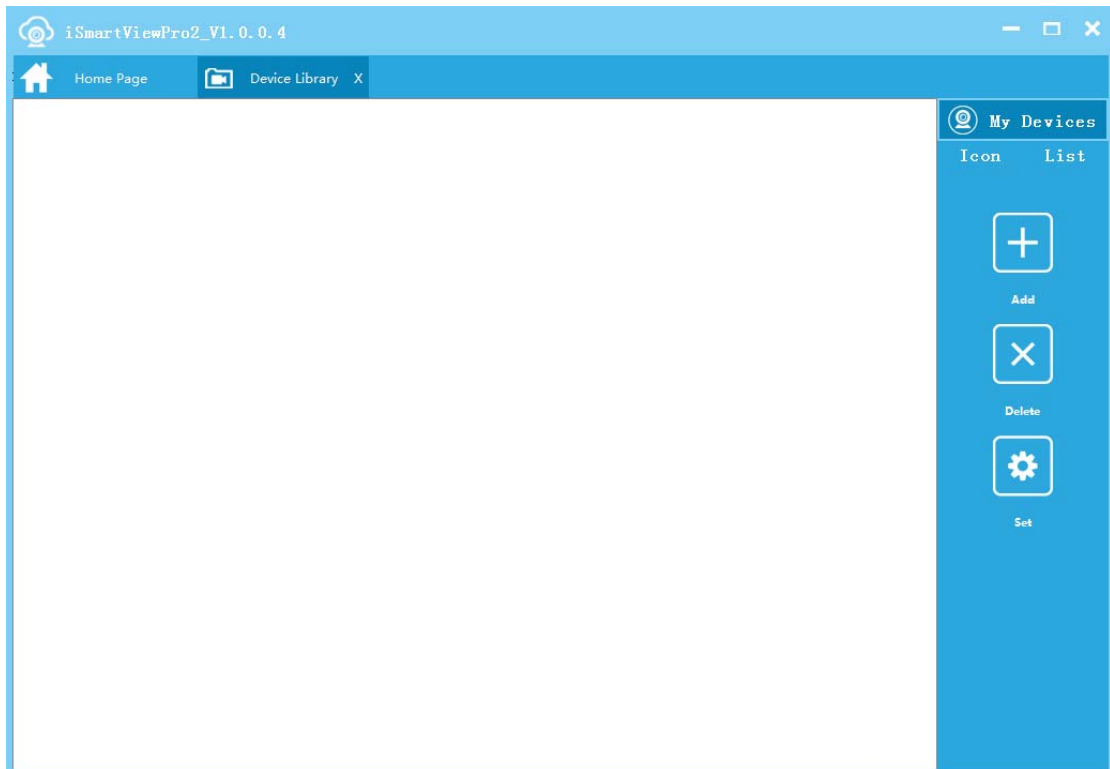 iSmartViewPro2_V1.0.0.4
Home Page Device Library X
My Devices
Icon List
Add
Delete
Set